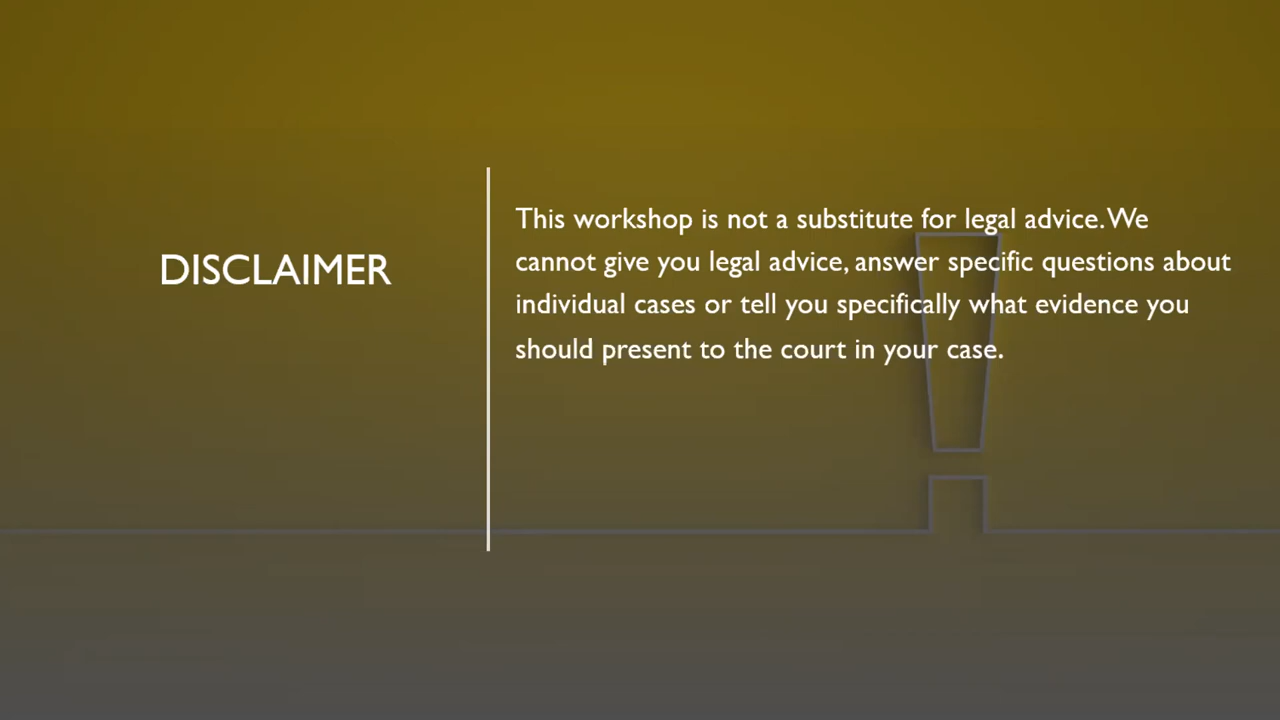 DISCLAIMER
This workshop is not a substitute for legal advice. We
cannot give you legal advice, answer specific questions about
individual cases or tell you specifically what evidence you
should present to the court in your case.